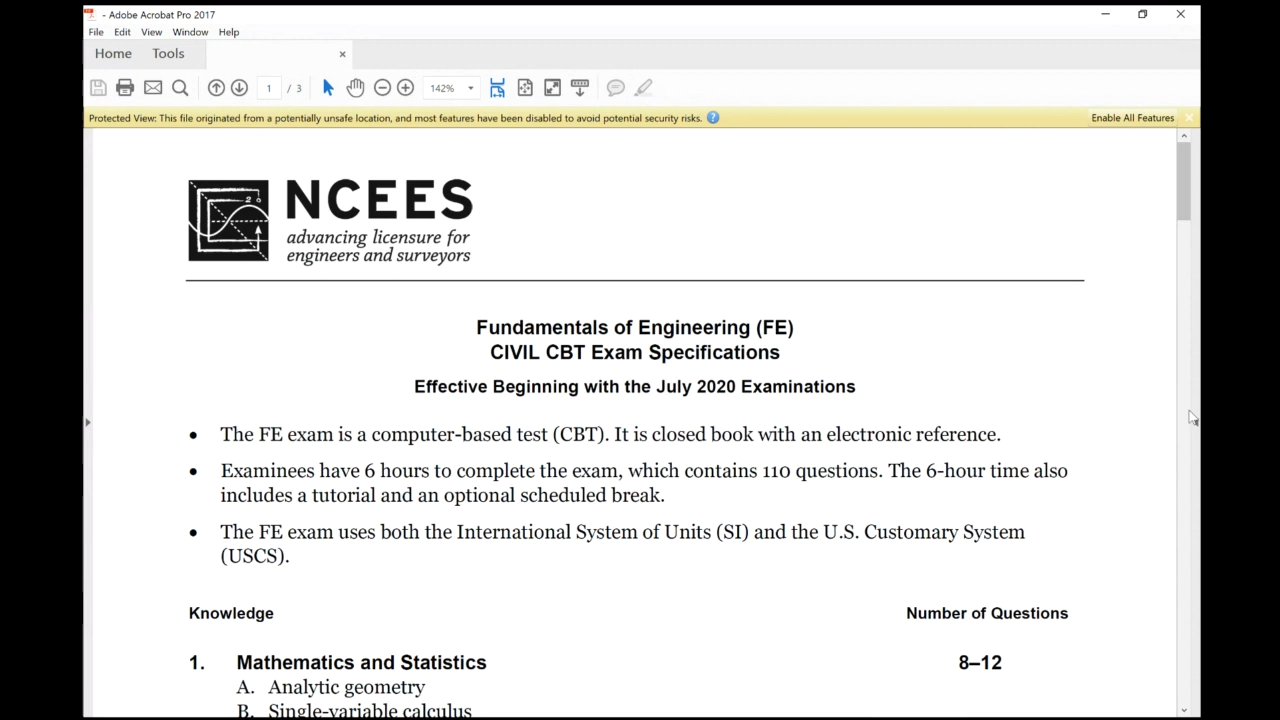 - Adobe Acrobat Pro 2017
File Edit View Window Help
Home Tools
1 / 3 142%
Protected View: This file originated from a potentially unsafe location, and most features have been disabled to avoid potential security risks. Enable All Features
NCEES
advancing licensure for
engineers and surveyors
Fundamentals of Engineering (FE)
CIVIL CBT Exam Specifications
Effective Beginning with the July 2020 Examinations
• The FE exam is a computer-based test (CBT). It is closed book with an electronic reference.
• Examinees have 6 hours to complete the exam, which contains 110 questions. The 6-hour time also
includes a tutorial and an optional scheduled break.
• The FE exam uses both the International System of Units (SI) and the U.S. Customary System
(USCS).
Knowledge Number of Questions
1. Mathematics and Statistics 8–12
A. Analytic geometry
B. Single-variable calculus